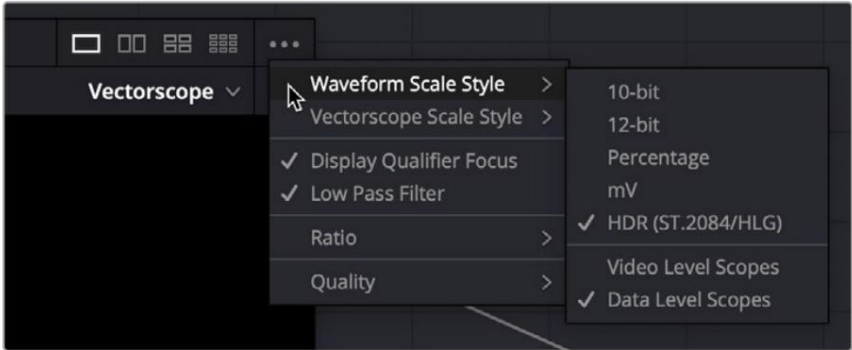 Vectorscope
Waveform Scale Style
Vectorscope Scale Style
Display Qualifier Focus
Low Pass Filter
Ratio
Quality
10-bit
12-bit
Percentage
mV
HDR (ST.2084/HLG)
Video Level Scopes
Data Level Scopes